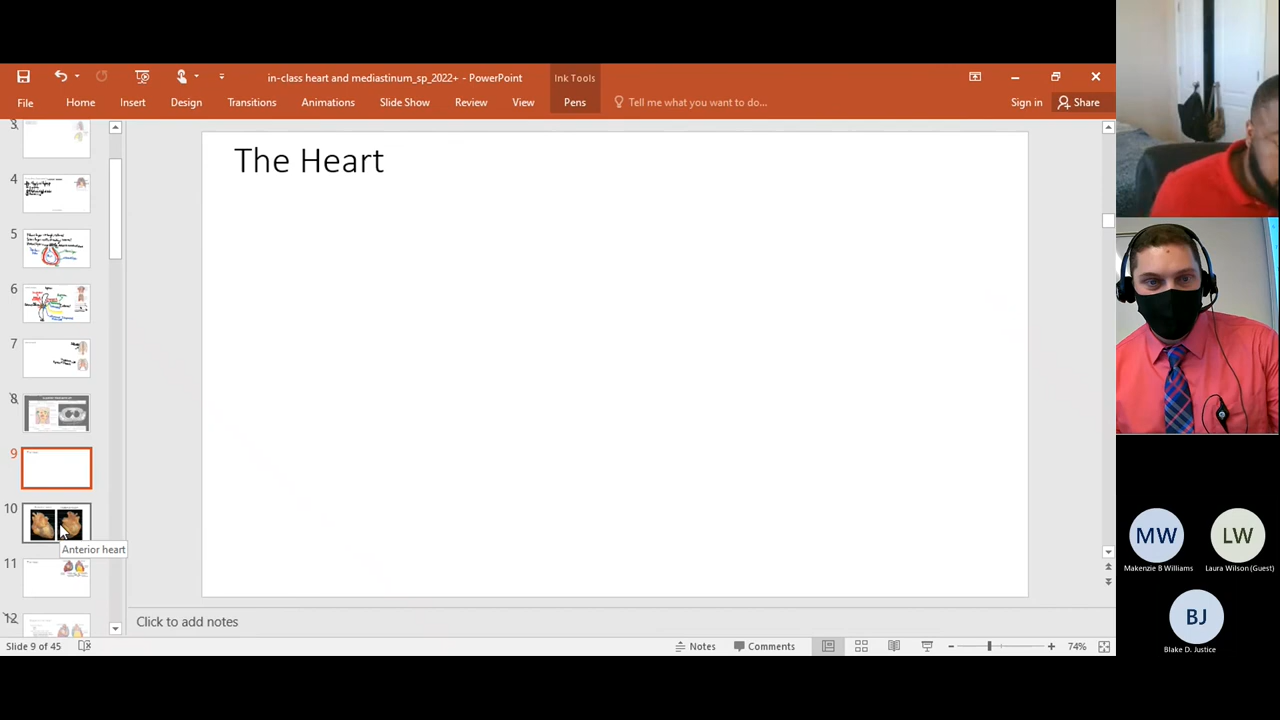 in-class heart and mediastinum_sp_2022+ - PowerPoint
Ink Tools
File
Home
Insert
Design
Transitions
Animations
Slide Show
Review
View
Pens
Tell me what you want to do...
Sign in
Share
3
4
5
6
7
8
9
10
11
12
Anterior heart
The Heart
Click to add notes
Slide 9 of 45
Notes
Comments
74%
MW
Makenzie B Williams
LW
Laura Wilson (Guest)
BJ
Blake D. Justice